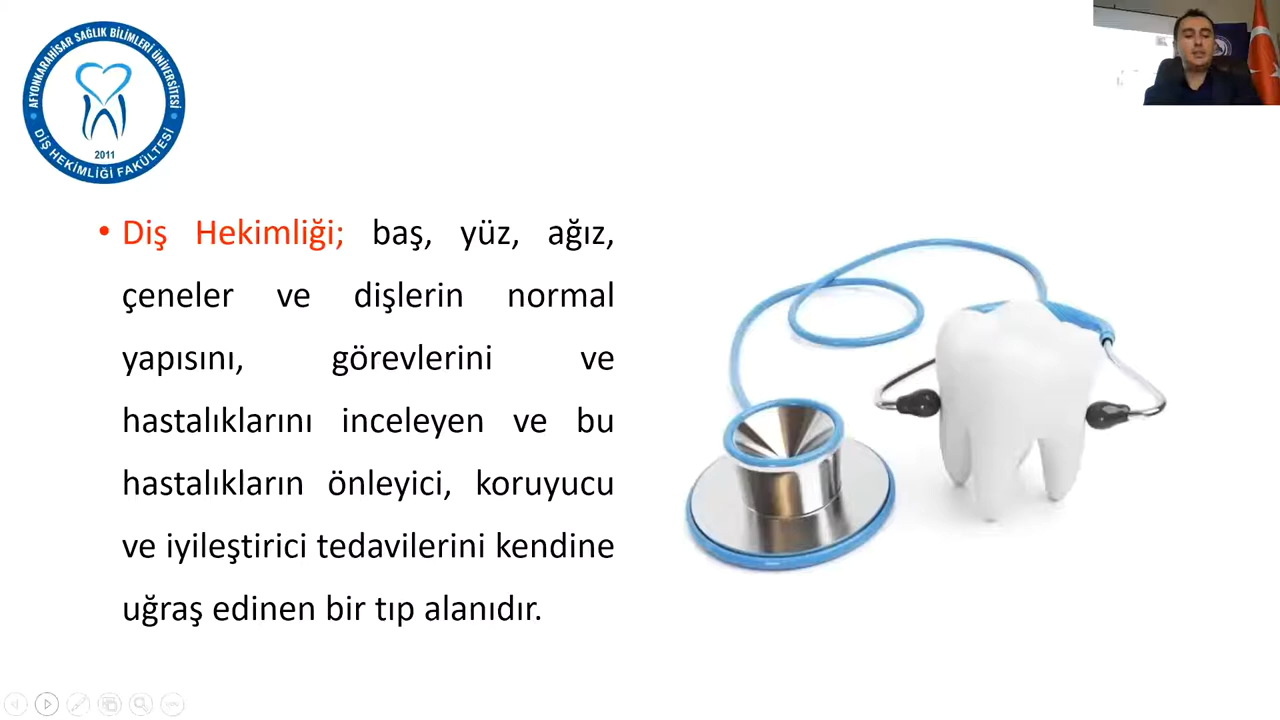 AFYONKARAHİSAR SAĞLIK BİLİMLERİ ÜNİVERSİTESİ
2011
DİŞ HEKİMLİĞİ FAKÜLTESİ
• Diş Hekimliği; baş, yüz, ağız,
çeneler ve dişlerin normal
yapısını, görevlerini ve
hastalıklarını inceleyen ve bu
hastalıkların önleyici, koruyucu
ve iyileştirici tedavilerini kendine
uğraş edinen bir tıp alanıdır.